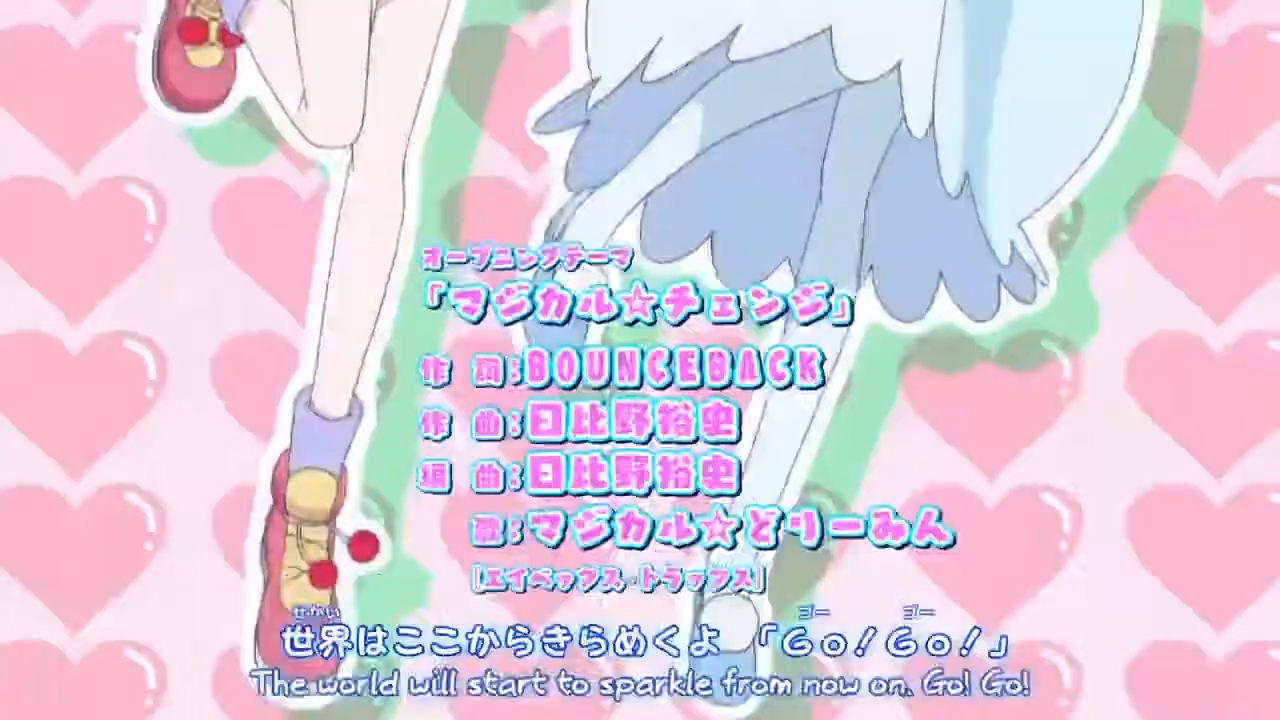 オープニングテーマ
「マジカル☆チェンジ」
作 詞:BOUNCEBACK
作 曲:日比野裕史
編 曲:日比野裕史
歌:マジカル☆どりーみん
[エイベックス・トラックス]
せかい ゴー ゴー
世界はここからきらめくよ 「Go!Go!」
The world will start to sparkle from now on. Go! Go!